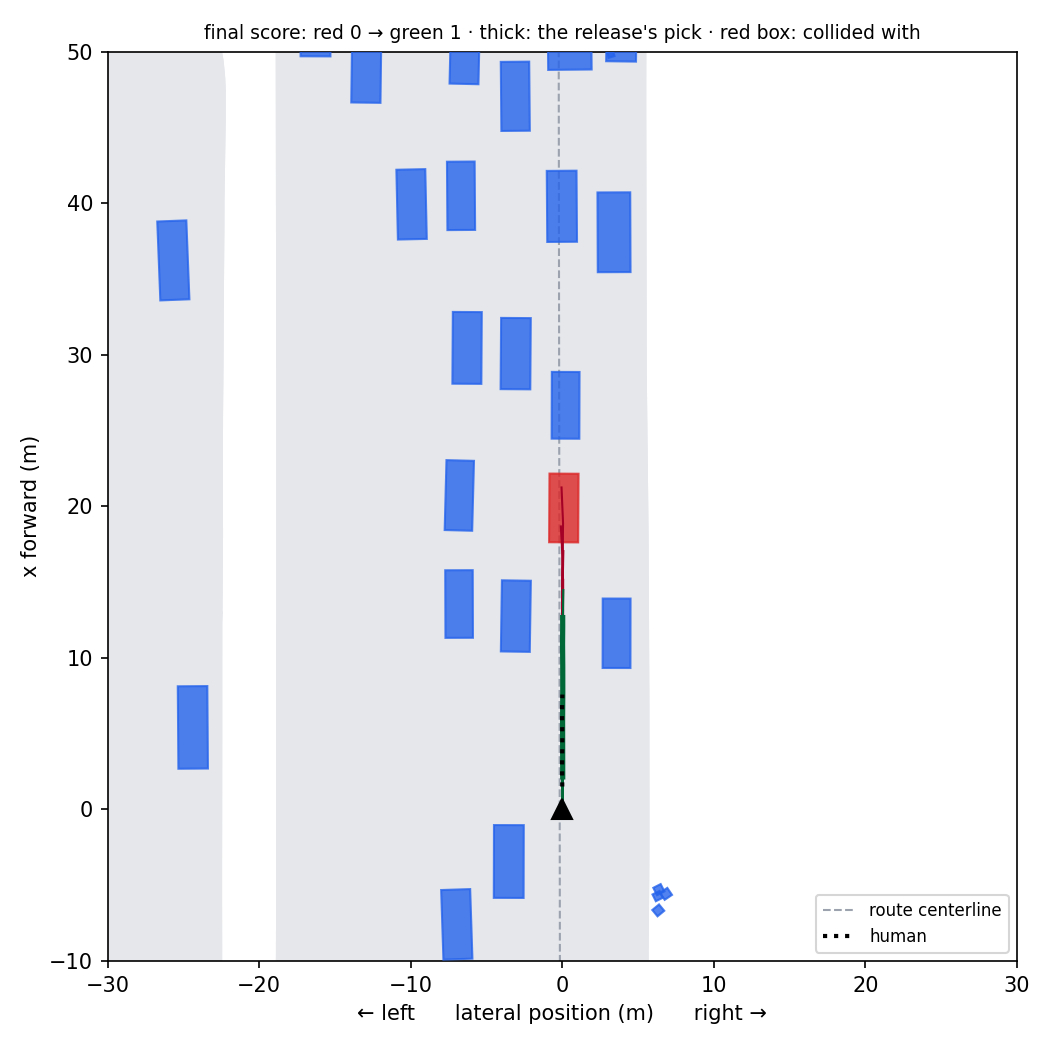 final score: red 0 → green 1 · thick: the release's pick · red box: collided with
50
40
30
20
10
0
−10
x forward (m)
−30
−20
−10
0
10
20
30
← left      lateral position (m)      right →
route centerline
human